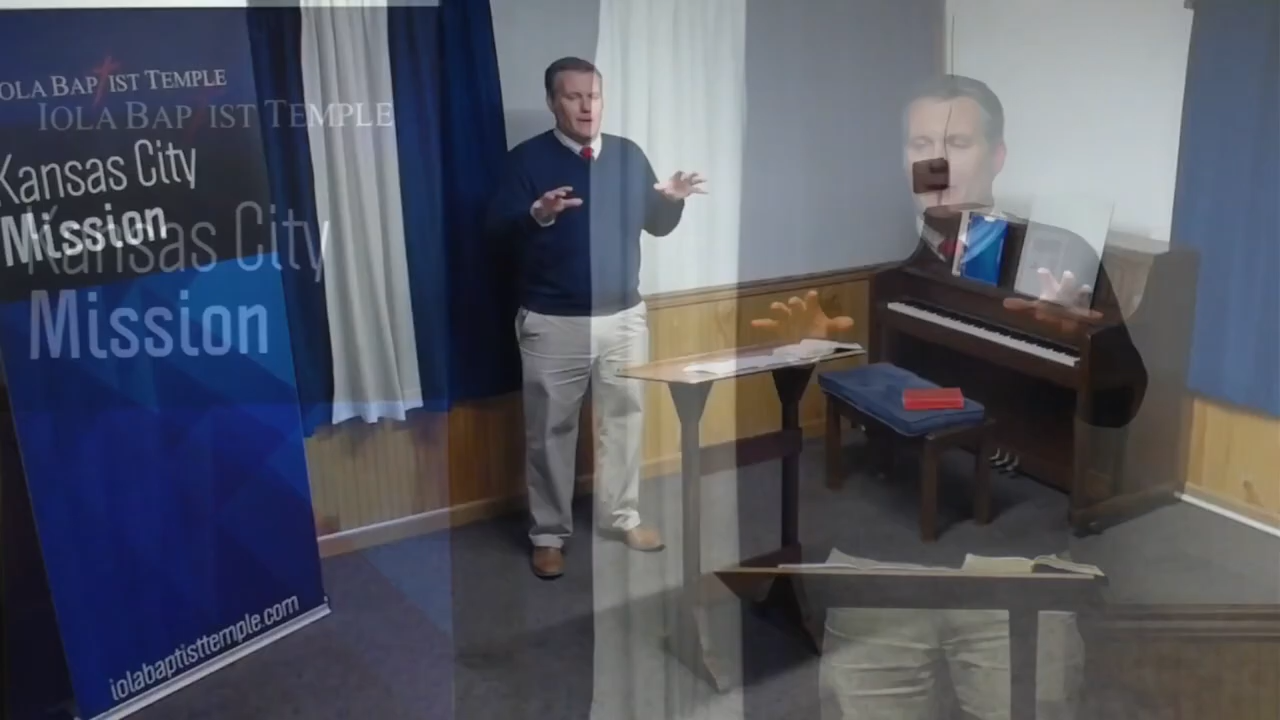 IOLA BAPTIST TEMPLE
IOLA BAPTIST TEMPLE
Kansas City
Mission
Kansas City
Mission
iolabaptisttemple.com